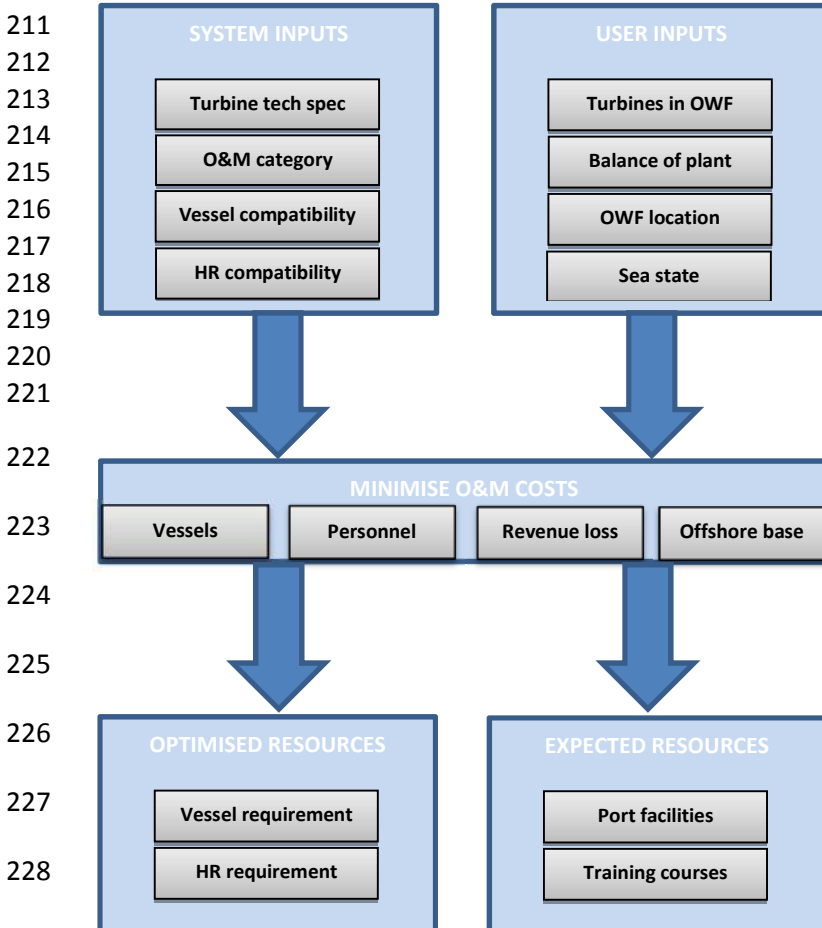 211
SYSTEM INPUTS
USER INPUTS
212
213
Turbine tech spec
Turbines in OWF
214
O&M category
Balance of plant
215
216
Vessel compatibility
OWF location
217
HR compatibility
Sea state
218
219
220
221
222
MINIMISE O&M COSTS
223
Vessels
Personnel
Revenue loss
Offshore base
224
225
226
OPTIMISED RESOURCES
EXPECTED RESOURCES
227
Vessel requirement
Port facilities
228
HR requirement
Training courses